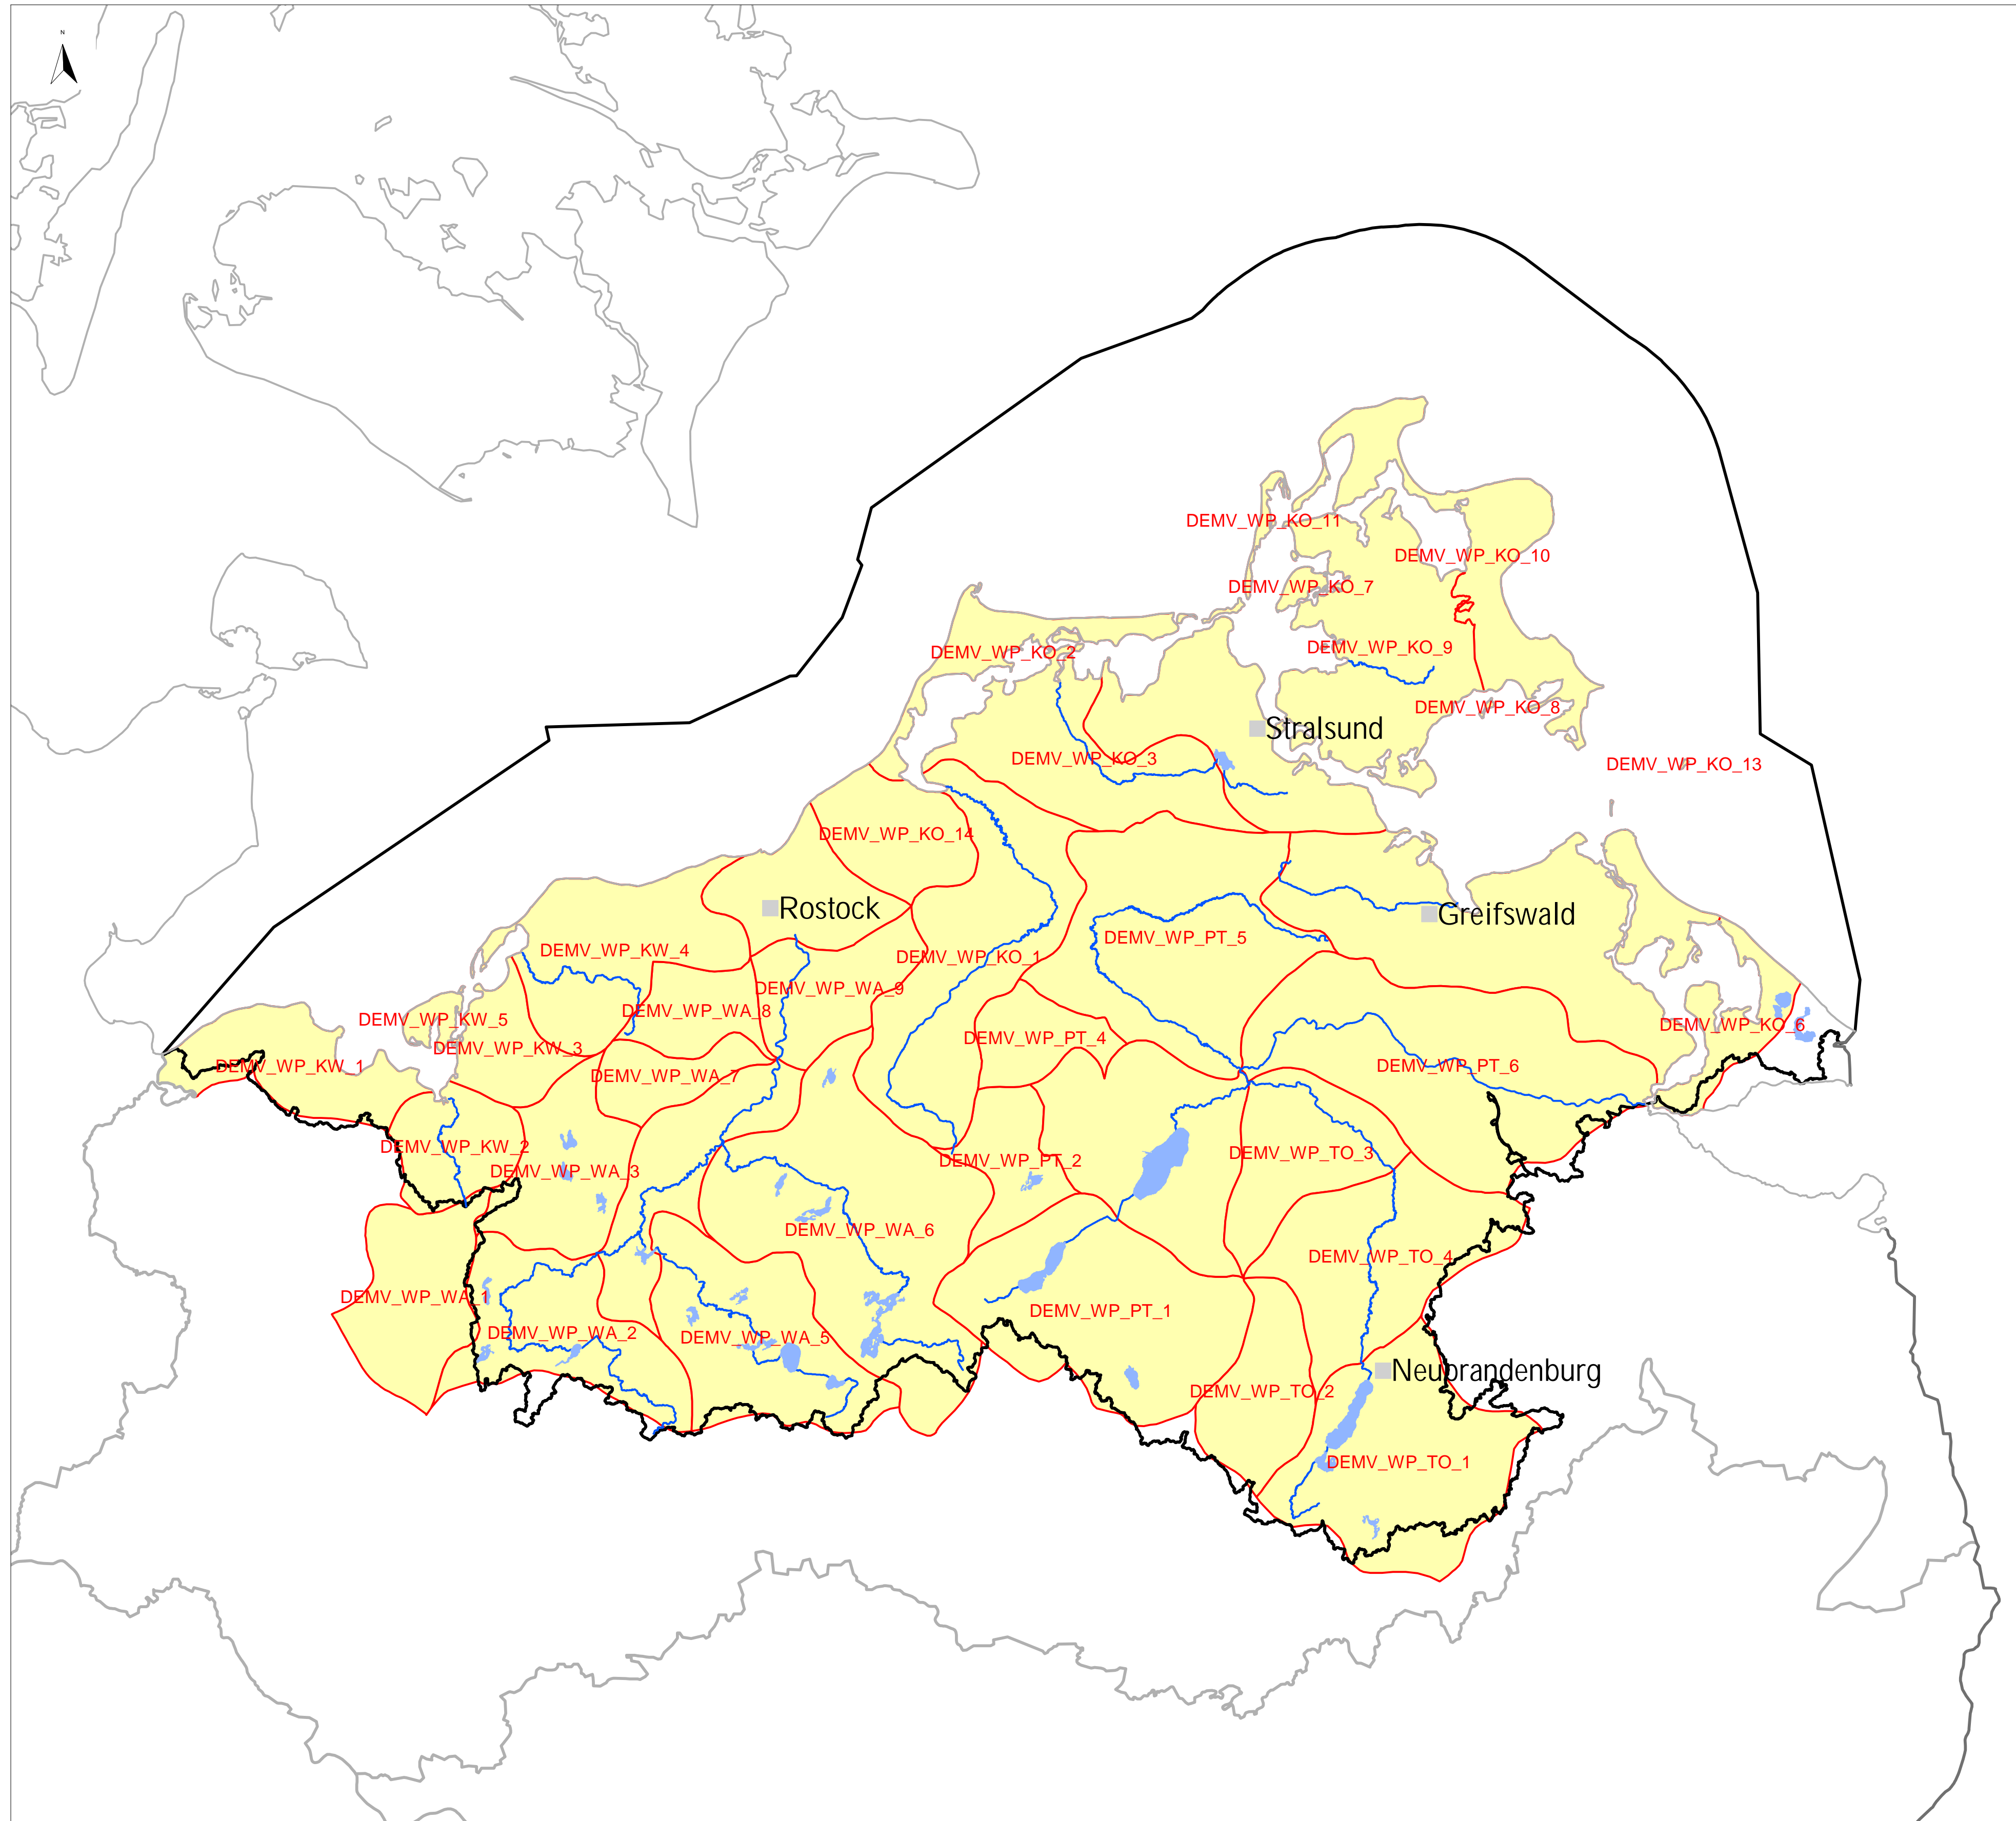 N
DEMV_WP_KO_11
DEMV_WP_KO_10
DEMV_WP_KO_7
DEMV_WP_KO_9
DEMV_WP_KO_2
DEMV_WP_KO_8
Stralsund
DEMV_WP_KO_3
DEMV_WP_KO_13
DEMV_WP_KO_14
Rostock
Greifswald
DEMV_WP_PT_5
DEMV_WP_KW_4
DEMV_WP_KO_1
DEMV_WP_WA_9
DEMV_WP_WA_8
DEMV_WP_KW_5
DEMV_WP_KO_6
DEMV_WP_PT_4
DEMV_WP_KW_3
DEMV_WP_KW_1
DEMV_WP_PT_6
DEMV_WP_WA_7
DEMV_WP_KW_2
DEMV_WP_TO_3
DEMV_WP_PT_2
DEMV_WP_WA_3
DEMV_WP_WA_6
DEMV_WP_TO_4
DEMV_WP_WA_1
DEMV_WP_PT_1
DEMV_WP_WA_2
DEMV_WP_WA_5
Neubrandenburg
DEMV_WP_TO_2
DEMV_WP_TO_1